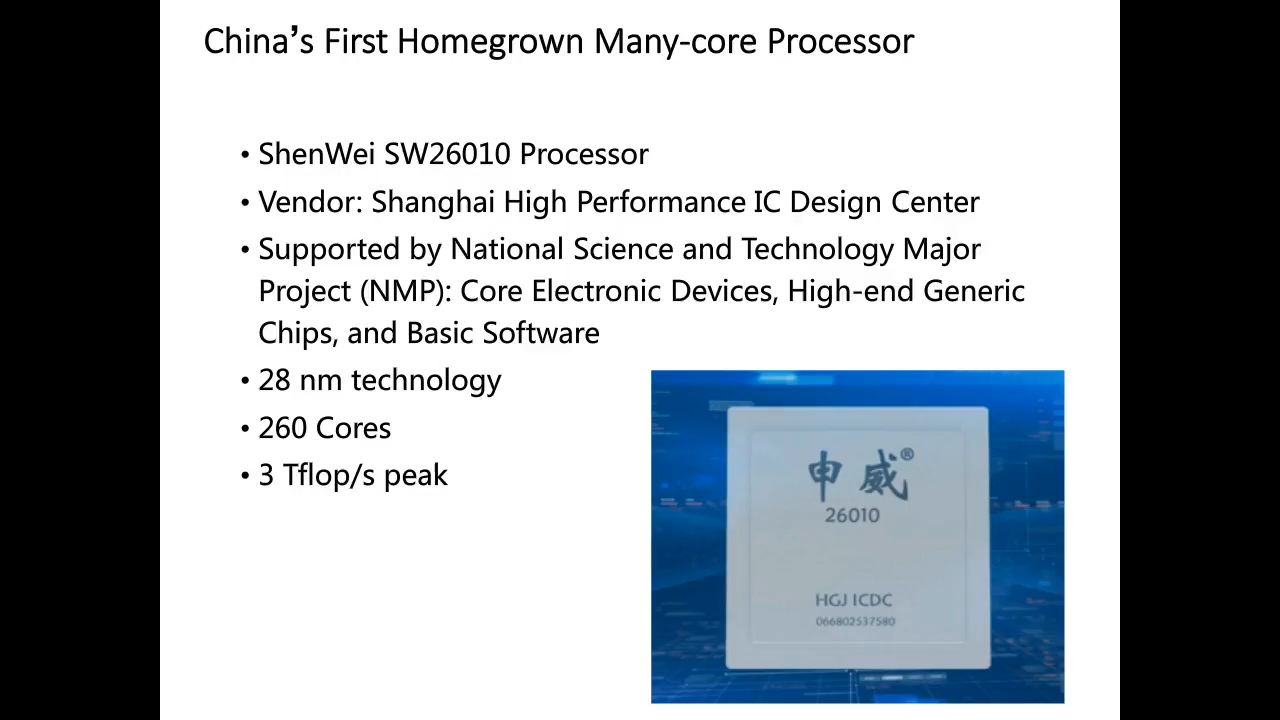 China’s First Homegrown Many-core Processor
• ShenWei SW26010 Processor
• Vendor: Shanghai High Performance IC Design Center
• Supported by National Science and Technology Major
Project (NMP): Core Electronic Devices, High-end Generic
Chips, and Basic Software
• 28 nm technology
• 260 Cores
• 3 Tflop/s peak
申威®
26010
HGJ ICDC
066802537580